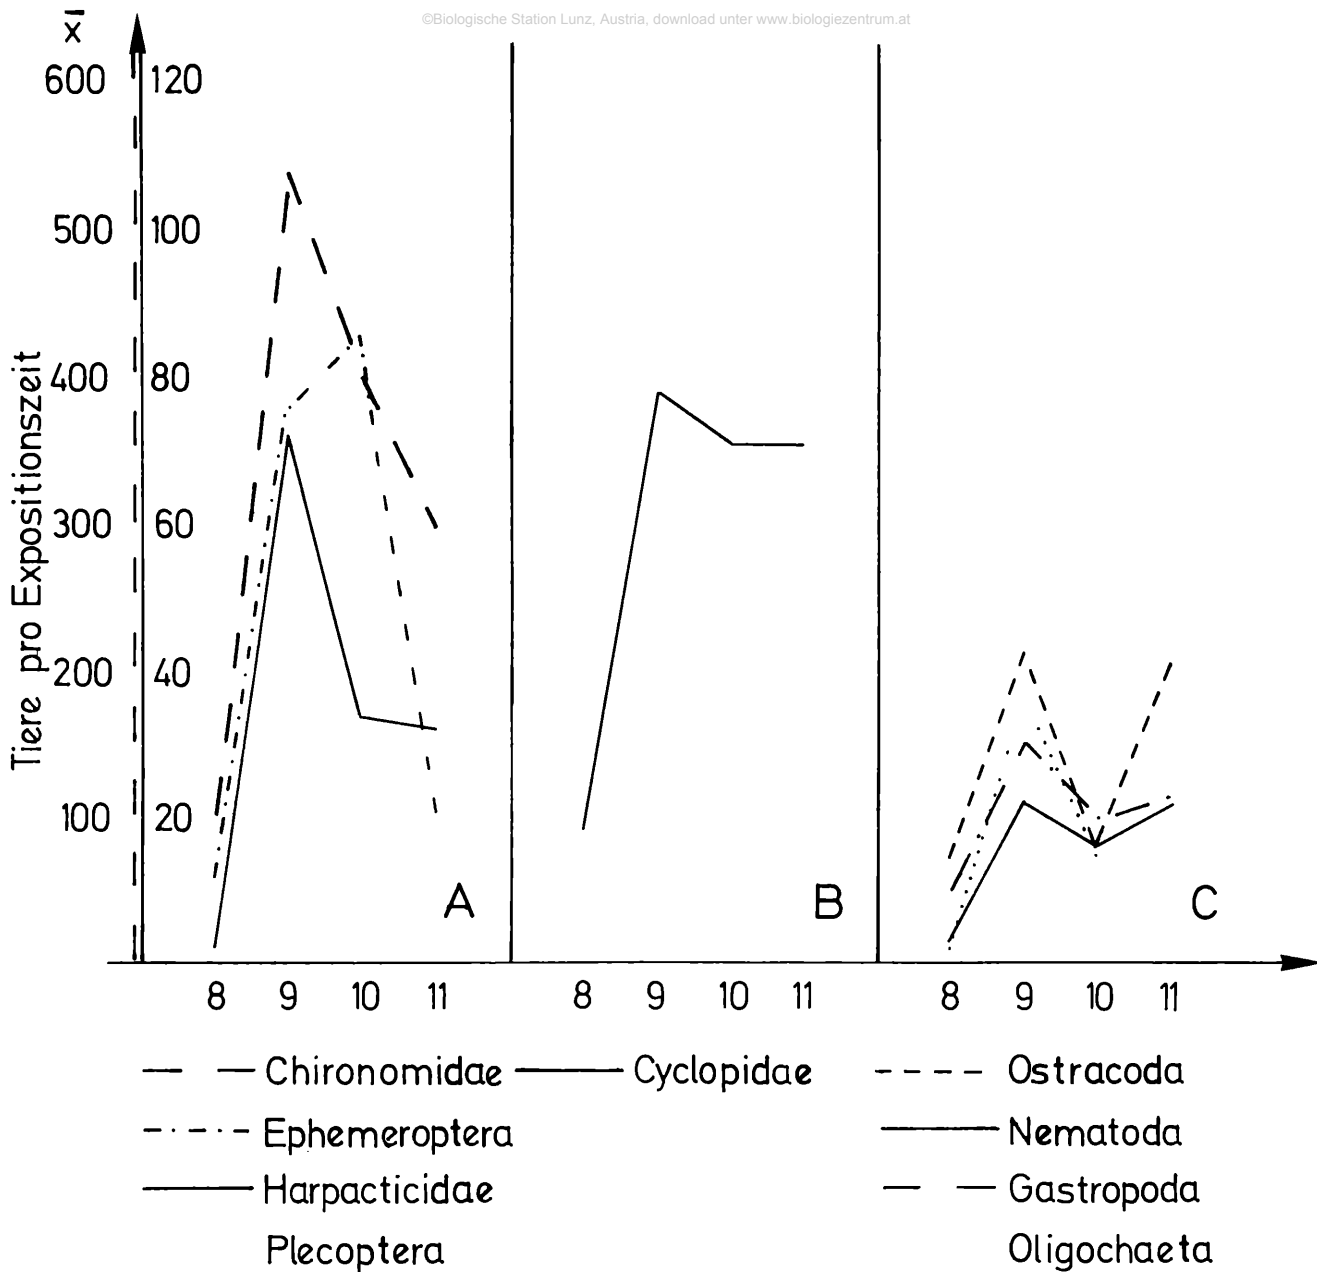 ©Biologische Station Lunz, Austria, download unter www.biologiezentrum.at
x̄
600 120
500 100
400 80
300 60
200 40
100 20
Tiere pro Expositionszeit
A B C
8 9 10 11 8 9 10 11 8 9 10 11
Chironomidae Cyclopidae Ostracoda
Ephemeroptera Nematoda
Harpacticidae Gastropoda
Plecoptera Oligochaeta